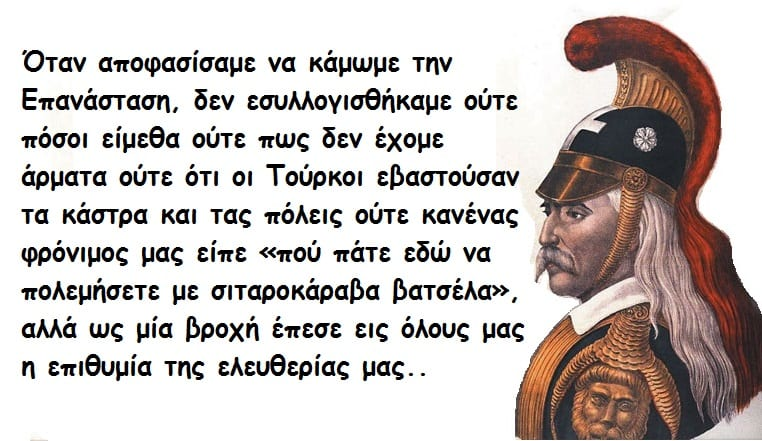 Όταν αποφασίσαμε να κάμωμε την
Επανάσταση, δεν εσυλλογισθήκαμε ούτε
πόσοι είμεθα ούτε πως δεν έχομε
άρματα ούτε ότι οι Τούρκοι εβαστούσαν
τα κάστρα και τας πόλεις ούτε κανένας
φρόνιμος μας είπε «πού πάτε εδώ να
πολεμήσετε με σιταροκάραβα βατσέλα»,
αλλά ως μία βροχή έπεσε εις όλους μας
η επιθυμία της ελευθερίας μας..